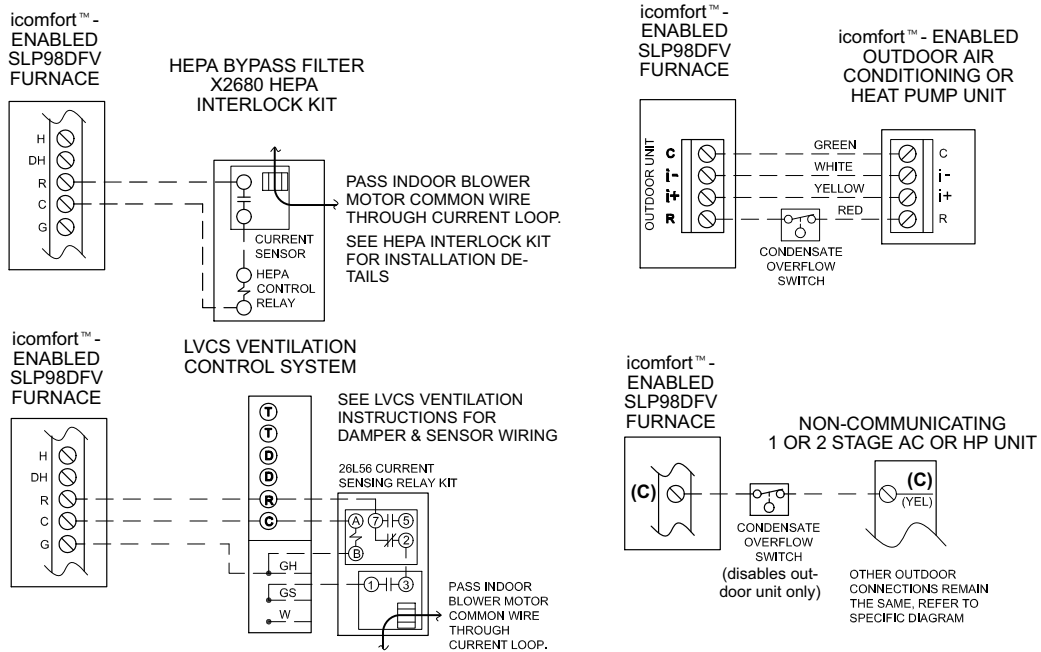 icomfort™-
ENABLED
SLP98DFV
FURNACE
HEPA BYPASS FILTER
X2680 HEPA
INTERLOCK KIT
H
DH
R
C
G
CURRENT
SENSOR
HEPA
CONTROL
RELAY
PASS INDOOR BLOWER
MOTOR COMMON WIRE
THROUGH CURRENT LOOP.
SEE HEPA INTERLOCK KIT
FOR INSTALLATION DE-
TAILS
icomfort™-
ENABLED
SLP98DFV
FURNACE
icomfort™- ENABLED
OUTDOOR AIR
CONDITIONING OR
HEAT PUMP UNIT
OUTDOOR UNIT
C GREEN C
i- WHITE i-
i+ YELLOW i+
R RED R
CONDENSATE
OVERFLOW
SWITCH
icomfort™-
ENABLED
SLP98DFV
FURNACE
LVCS VENTILATION
CONTROL SYSTEM
H
DH
R
C
G
T
T
D
D
R
C
GH
GS
W
SEE LVCS VENTILATION
INSTRUCTIONS FOR
DAMPER & SENSOR WIRING
26L56 CURRENT
SENSING RELAY KIT
A 7 5
2
B
1 3
PASS INDOOR
BLOWER MOTOR
COMMON WIRE
THROUGH
CURRENT LOOP.
icomfort™-
ENABLED
SLP98DFV
FURNACE
NON-COMMUNICATING
1 OR 2 STAGE AC OR HP UNIT
(C)
(C)
(YEL)
CONDENSATE
OVERFLOW
SWITCH
(disables out-
door unit only)
OTHER OUTDOOR
CONNECTIONS REMAIN
THE SAME, REFER TO
SPECIFIC DIAGRAM